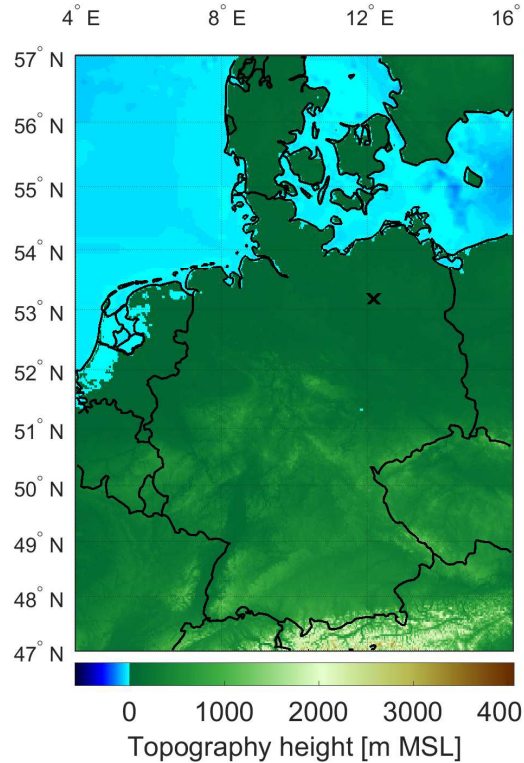 4° E 8° E 12° E 16°
57° N
56° N
55° N
54° N
53° N
52° N
51° N
50° N
49° N
48° N
47° N
0 1000 2000 3000 400
Topography height [m MSL]